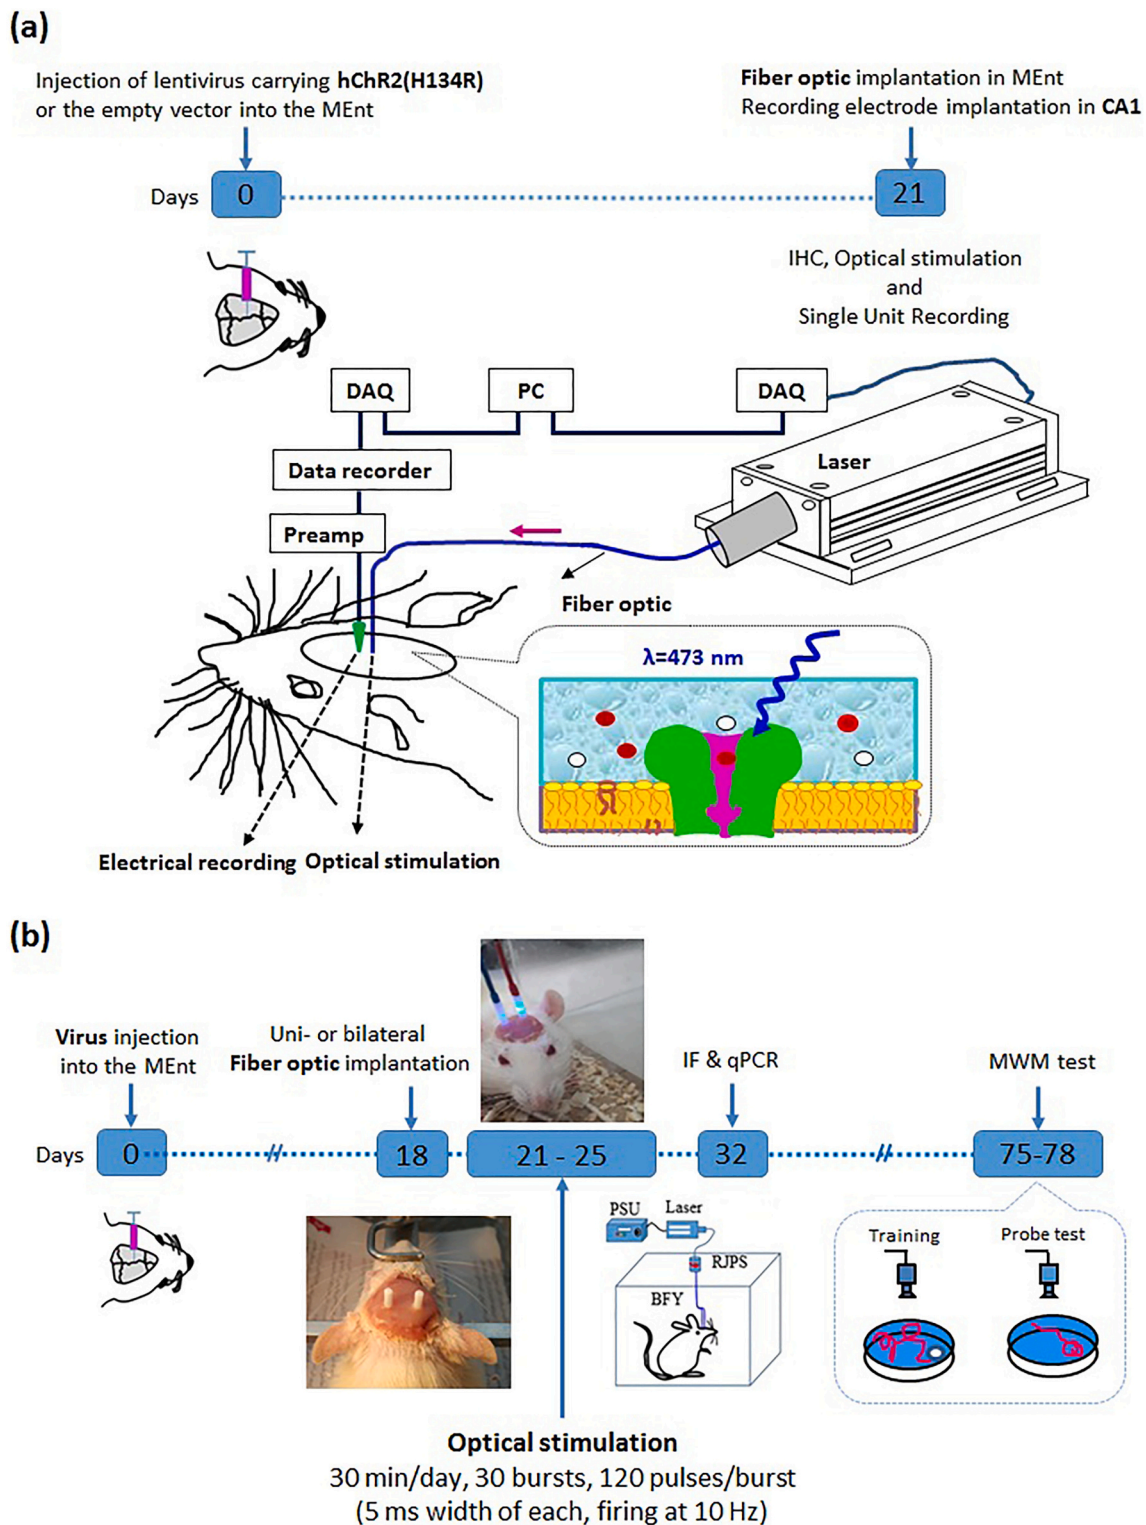 (a)
Injection of lentivirus carrying hChR2(H134R)
or the empty vector into the MEnt
Fiber optic implantation in MEnt
Recording electrode implantation in CA1
Days
0
21
IHC, Optical stimulation
and
Single Unit Recording
DAQ
PC
DAQ
Laser
Data recorder
Preamp
Fiber optic
λ=473 nm
Electrical recording
Optical stimulation
(b)
Virus injection
into the MEnt
Uni- or bilateral
Fiber optic implantation
IF & qPCR
MWM test
Days
0
18
21 - 25
32
75-78
PSU
Laser
RJPS
BFY
Training
Probe test
Optical stimulation
30 min/day, 30 bursts, 120 pulses/burst
(5 ms width of each, firing at 10 Hz)